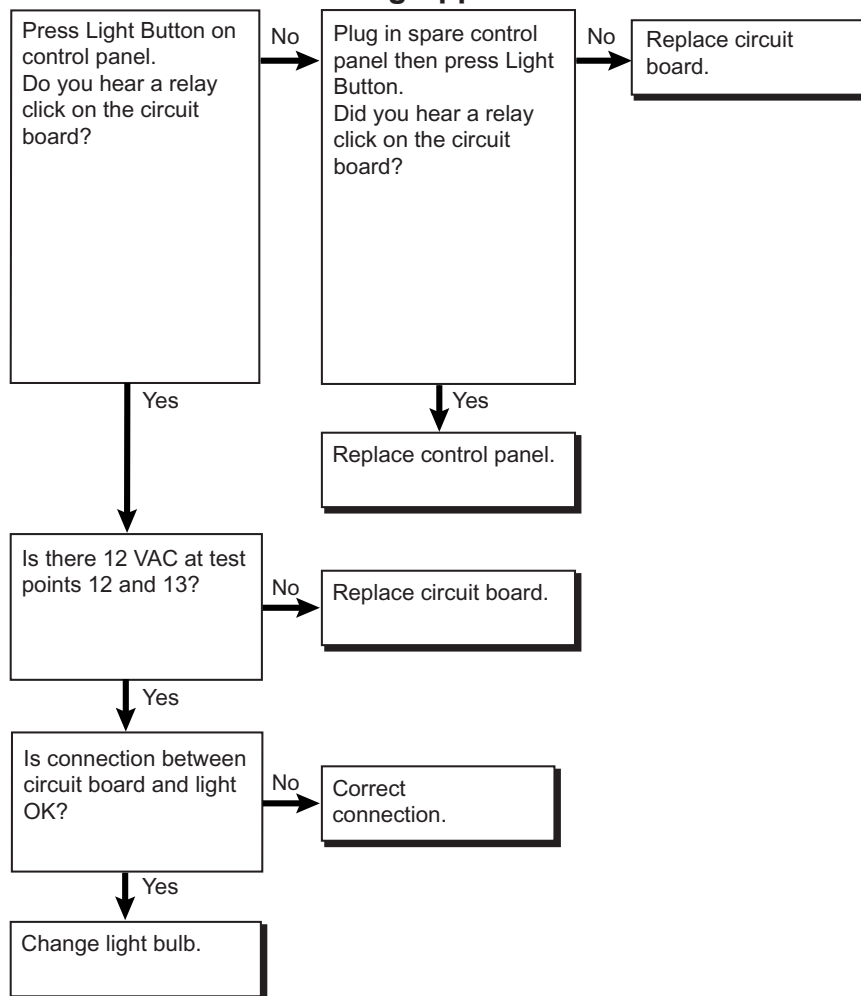 Press Light Button on
control panel.
Do you hear a relay
click on the circuit
board?
No
Plug in spare control
panel then press Light
Button.
Did you hear a relay
click on the circuit
board?
No
Replace circuit
board.
Yes
Yes
Replace control panel.
Is there 12 VAC at test
points 12 and 13?
No
Replace circuit board.
Yes
Is connection between
circuit board and light
OK?
No
Correct
connection.
Yes
Change light bulb.